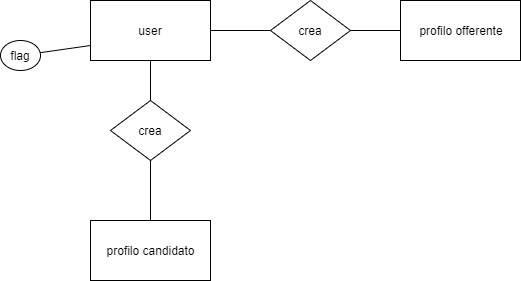 user
crea
profilo offerente
flag
crea
profilo candidato